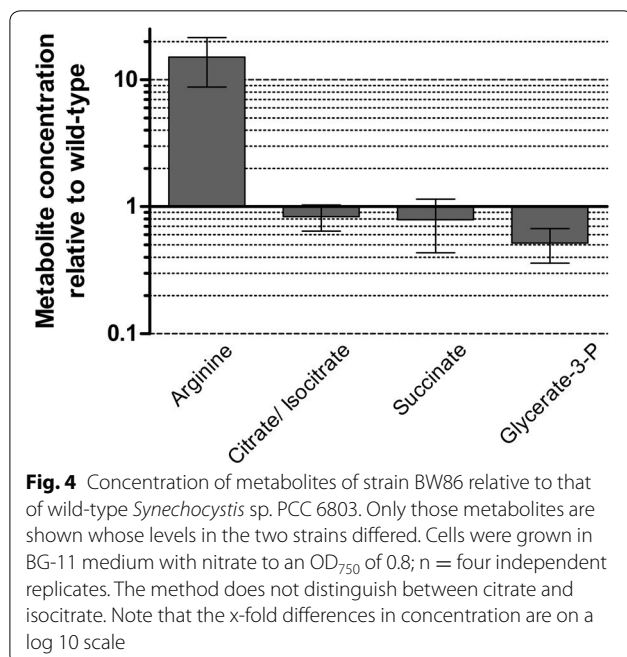 Metabolite concentration
relative to wild-type
10
1
0.1
Arginine
Citrate/ Isocitrate
Succinate
Glycerate-3-P
Fig. 4 Concentration of metabolites of strain BW86 relative to that
of wild-type Synechocystis sp. PCC 6803. Only those metabolites are
shown whose levels in the two strains differed. Cells were grown in
BG-11 medium with nitrate to an OD750 of 0.8; n = four independent
replicates. The method does not distinguish between citrate and
isocitrate. Note that the x-fold differences in concentration are on a
log 10 scale